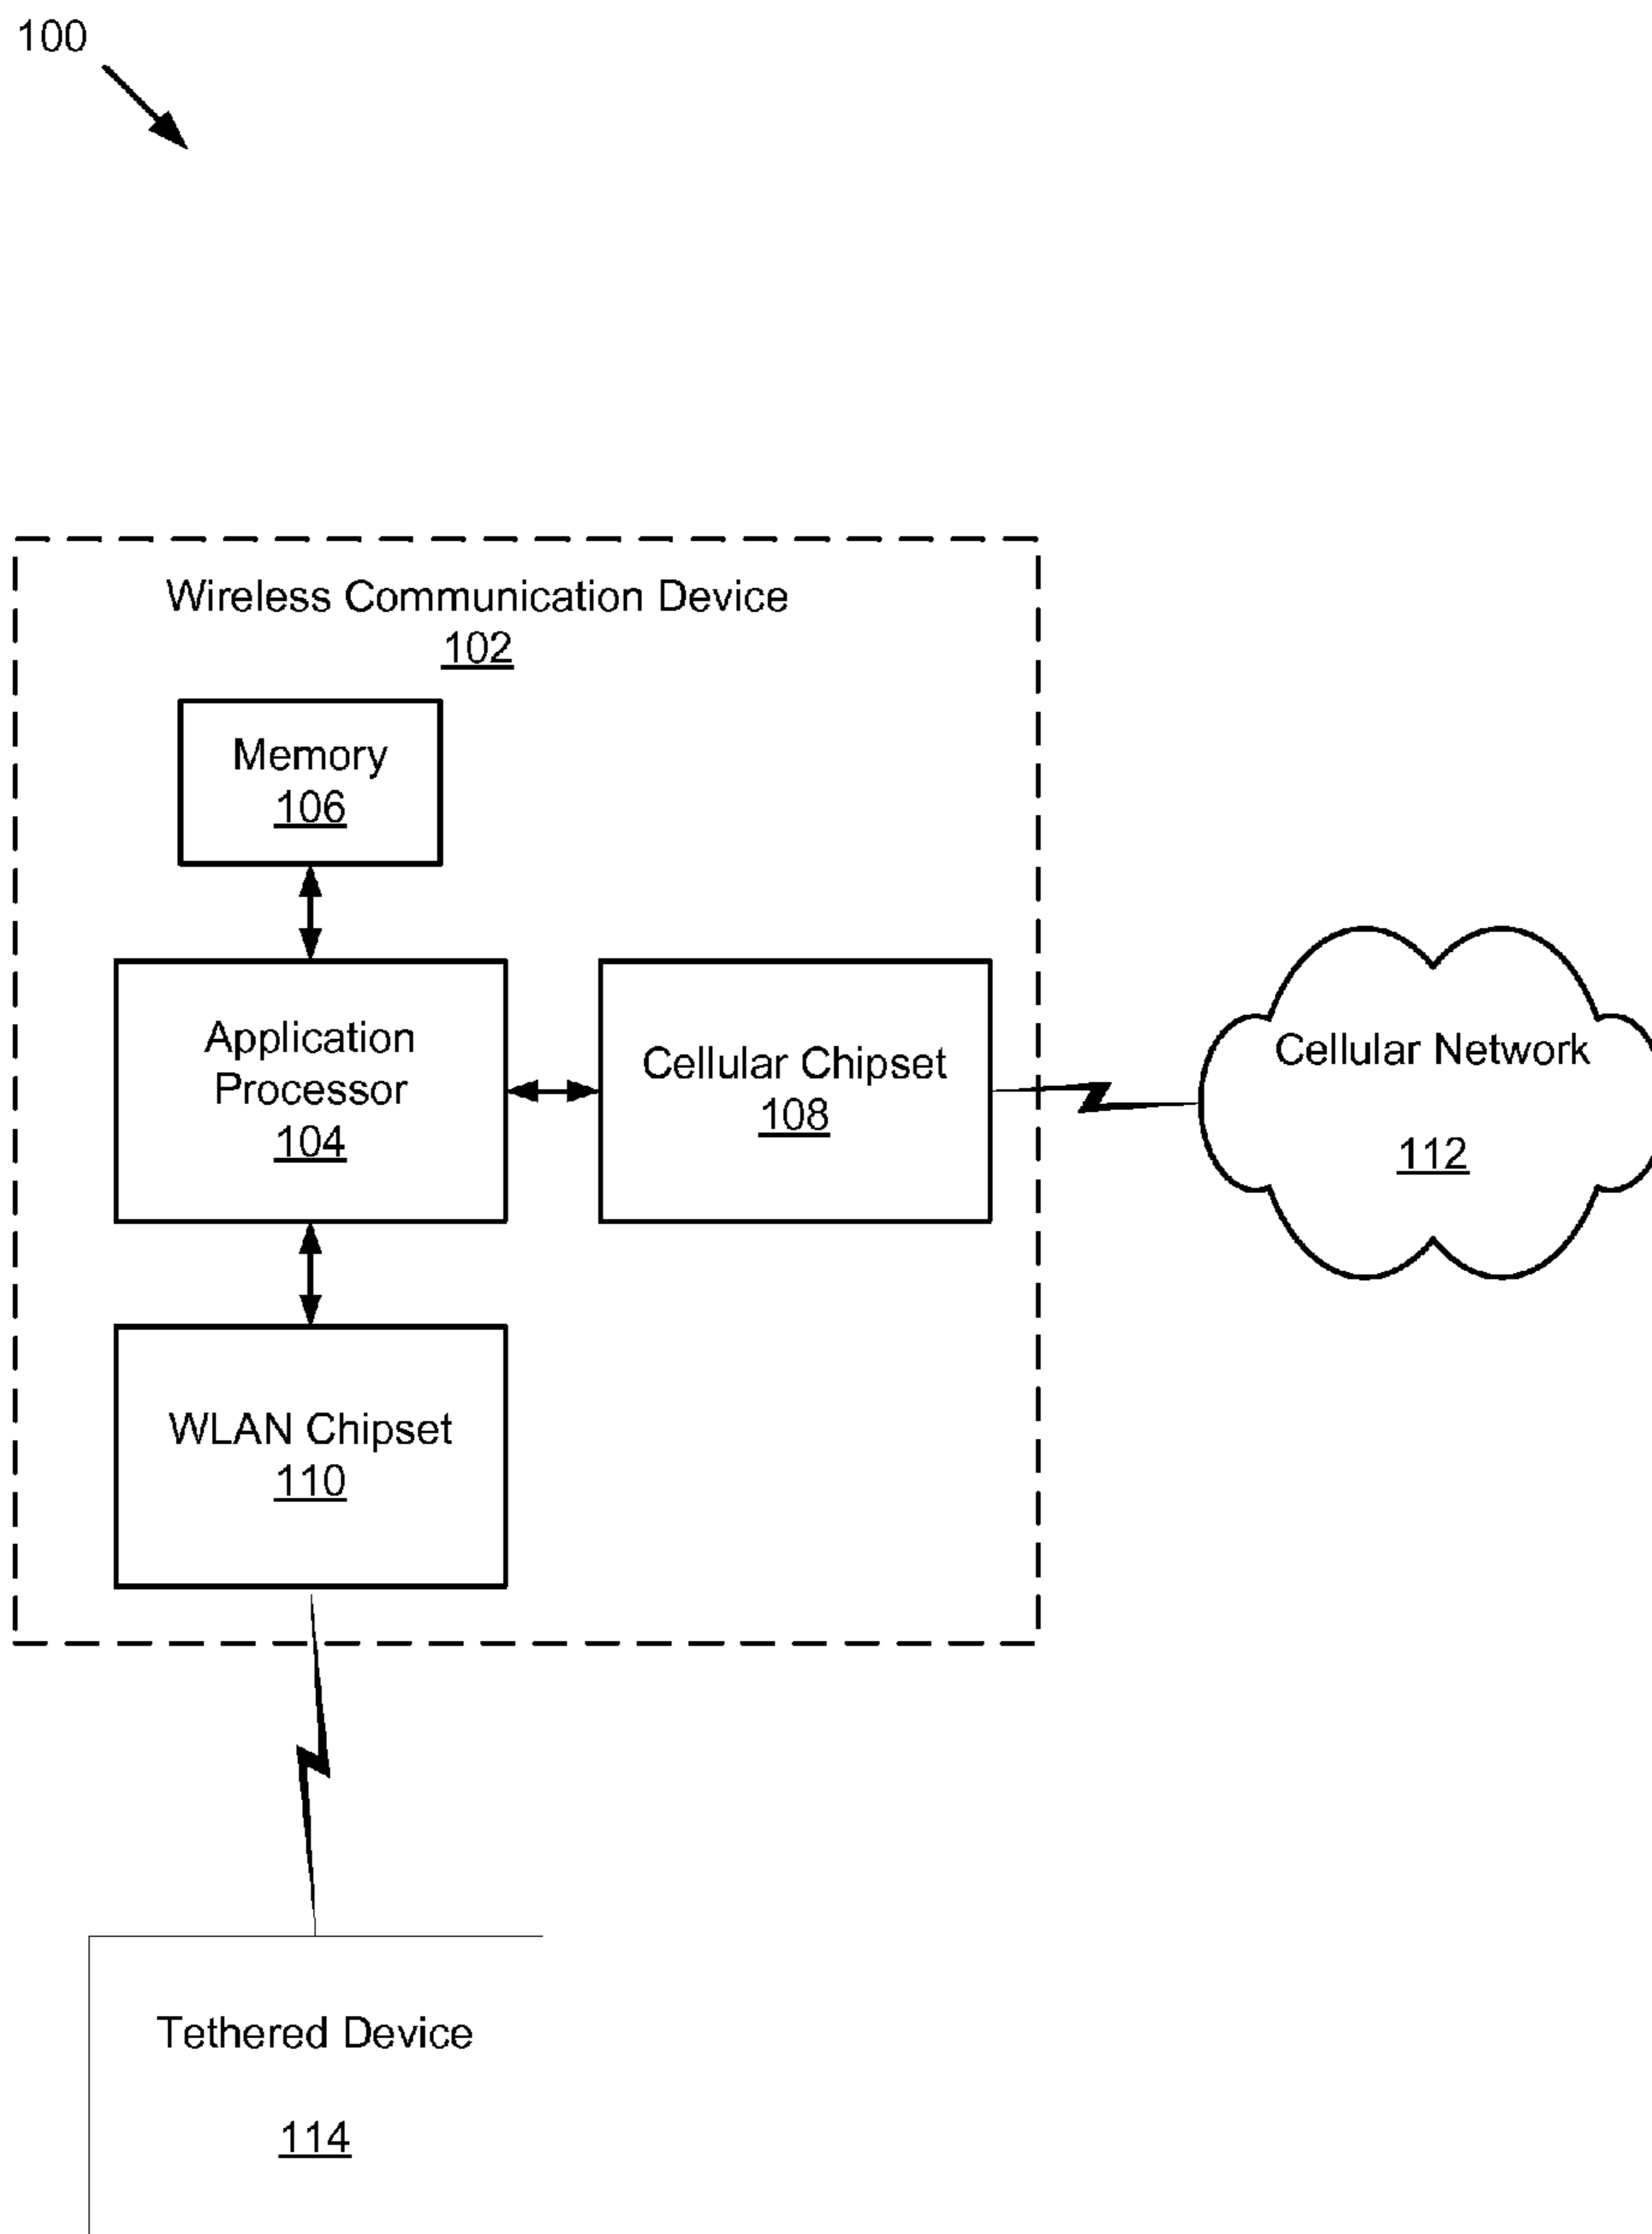 100
Wireless Communication Device
102
Memory
106
Application
Processor
104
Cellular Chipset
108
Cellular Network
112
WLAN Chipset
110
Tethered Device
114